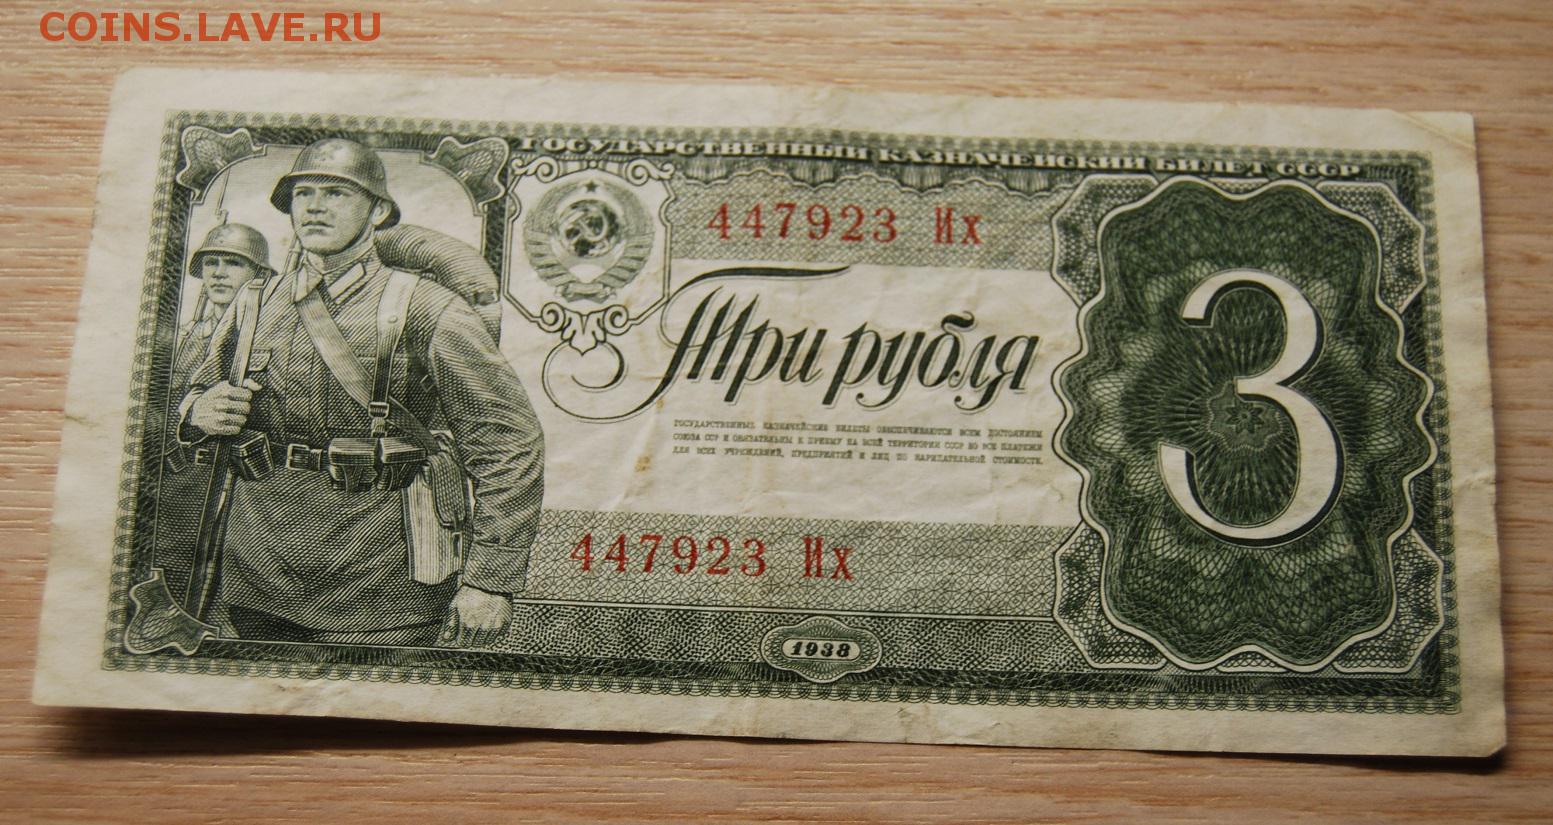 COINS.LAVE.RU
ГОСУДАРСТВЕННЫЙ КАЗНАЧЕЙСКИЙ БИЛЕТ СССР
447923 Их
Три рубля
3
ГОСУДАРСТВЕННЫЕ КАЗНАЧЕЙСКИЕ БИЛЕТЫ ОБЕСПЕЧИВАЮТСЯ ВСЕМ ДОСТОЯНИЕМ
СОЮЗА ССР И ОБЯЗАТЕЛЬНЫ К ПРИЕМУ НА ВСЕЙ ТЕРРИТОРИИ СССР ВО ВСЕ ПЛАТЕЖИ
ДЛЯ ВСЕХ УЧРЕЖДЕНИЙ, ПРЕДПРИЯТИЙ И ЛИЦ ПО НАРИЦАТЕЛЬНОЙ СТОИМОСТИ.
447923 Их
1938